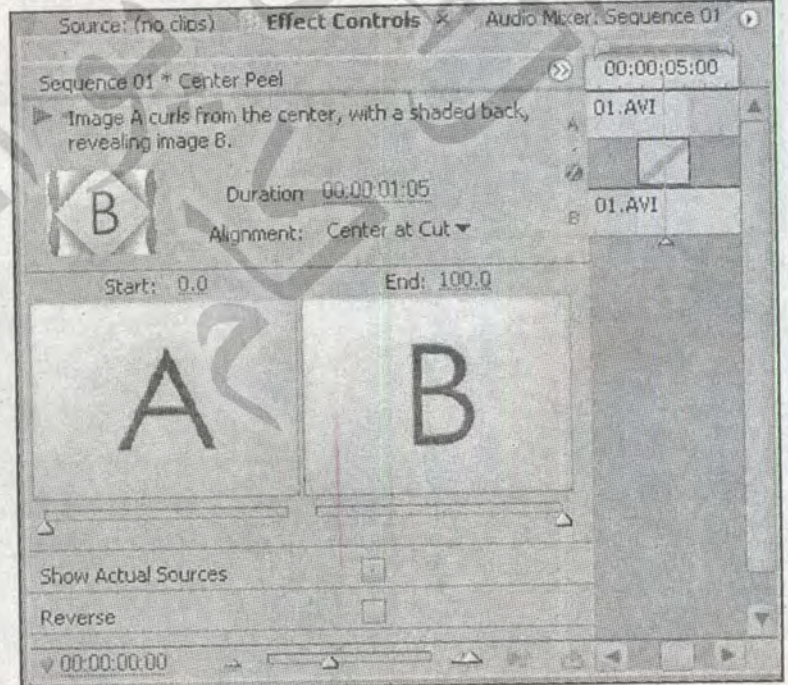 Source: (no clips) Effect Controls × Audio Mixer: Sequence 01
Sequence 01 * Center Peel
00:00:05:00
Image A curls from the center, with a shaded back,
revealing image B.
A 01.AVI
B
Duration 00:00:01:05
Alignment: Center at Cut
B 01.AVI
Start: 0.0 End: 100.0
A B
Show Actual Sources
Reverse
00:00:00:00